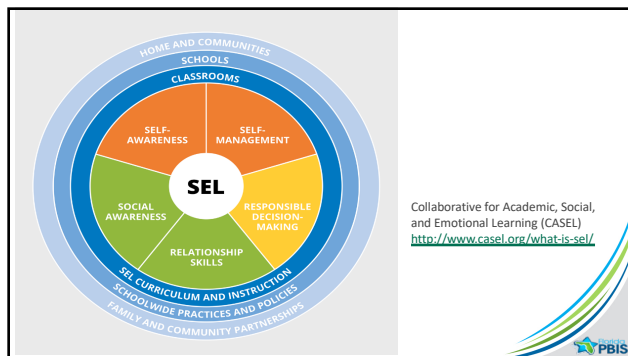 HOME AND COMMUNITIES
SCHOOLS
CLASSROOMS
SELF-
AWARENESS
SELF-
MANAGEMENT
SEL
SOCIAL
AWARENESS
RESPONSIBLE
DECISION-
MAKING
RELATIONSHIP
SKILLS
SEL CURRICULUM AND INSTRUCTION
SCHOOLWIDE PRACTICES AND POLICIES
FAMILY AND COMMUNITY PARTNERSHIPS
Collaborative for Academic, Social,
and Emotional Learning (CASEL)
http://www.casel.org/what-is-sel/
Florida
PBIS